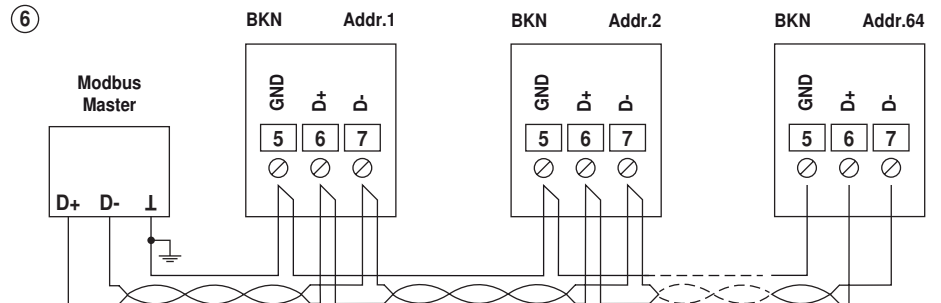 6
BKN Addr.1
BKN Addr.2
BKN Addr.64
Modbus
Master
GND D+ D-
GND D+ D-
GND D+ D-
5 6 7
5 6 7
5 6 7
D+ D- ⊥